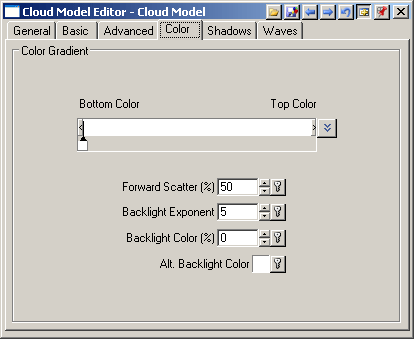 Cloud Model Editor - Cloud Model
General Basic Advanced Color Shadows Waves
Color Gradient
Bottom Color Top Color
Forward Scatter (%) 50
Backlight Exponent 5
Backlight Color (%) 0
Alt. Backlight Color